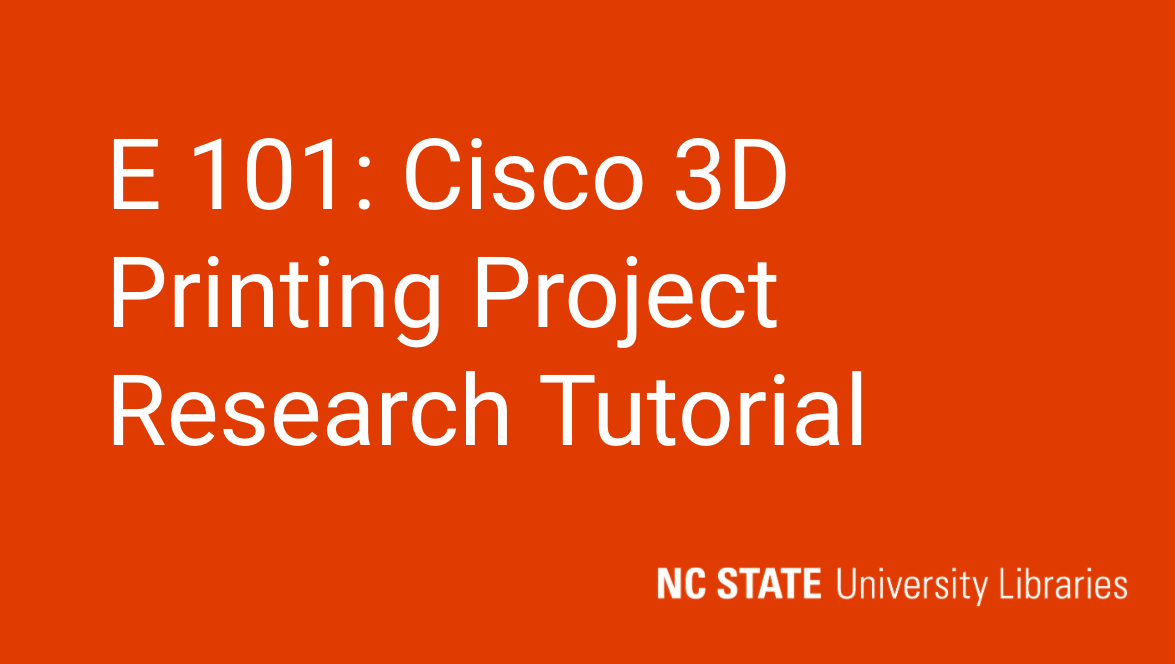 E 101: Cisco 3D
Printing Project
Research Tutorial
NC STATE University Libraries